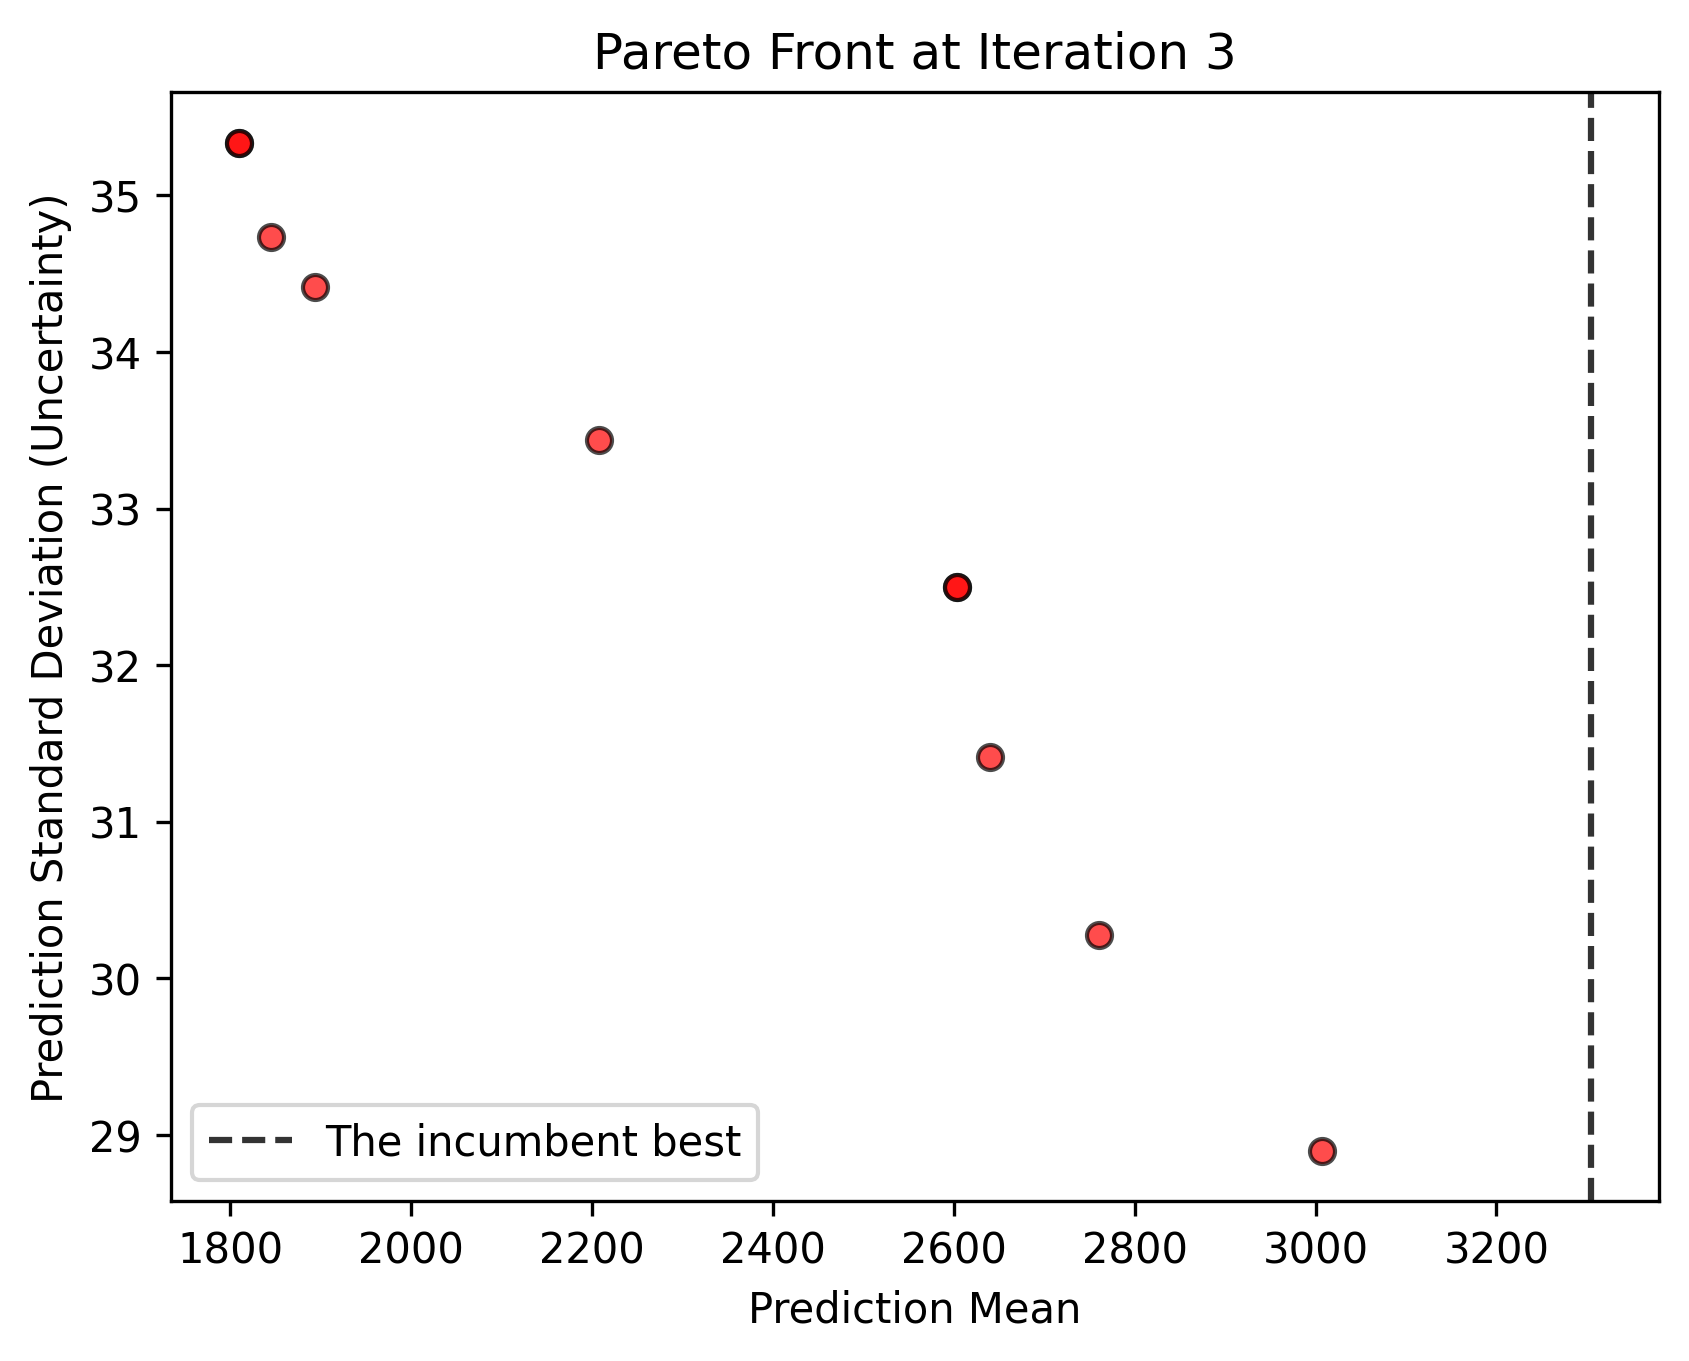 Pareto Front at Iteration 3
Prediction Standard Deviation (Uncertainty)
35
34
33
32
31
30
29
The incumbent best
1800 2000 2200 2400 2600 2800 3000 3200
Prediction Mean